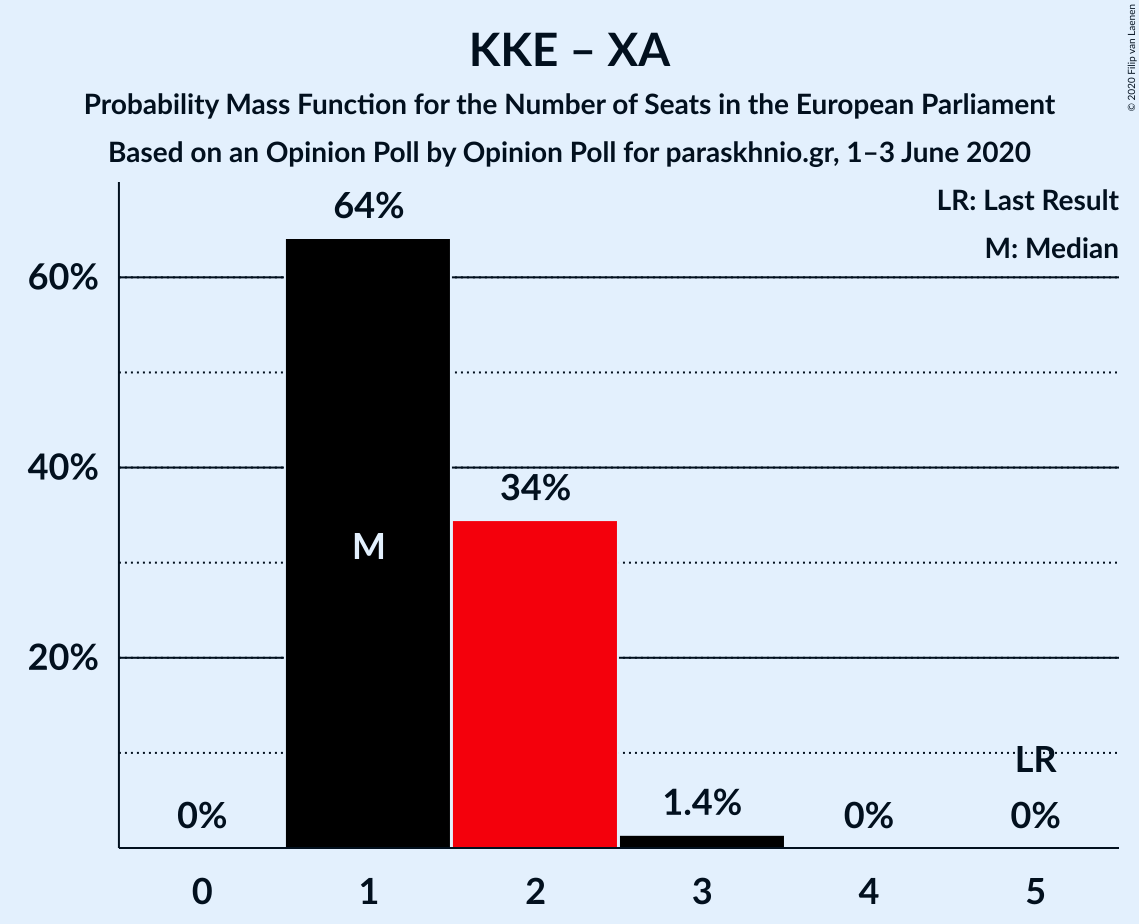 KKE – XA
Probability Mass Function for the Number of Seats in the European Parliament
Based on an Opinion Poll by Opinion Poll for paraskhnio.gr, 1–3 June 2020
© 2020 Filip van Laenen
LR: Last Result
M: Median
64%
60%
40%
34%
M
20%
LR
1.4%
0%
0%
0%
0
1
2
3
4
5